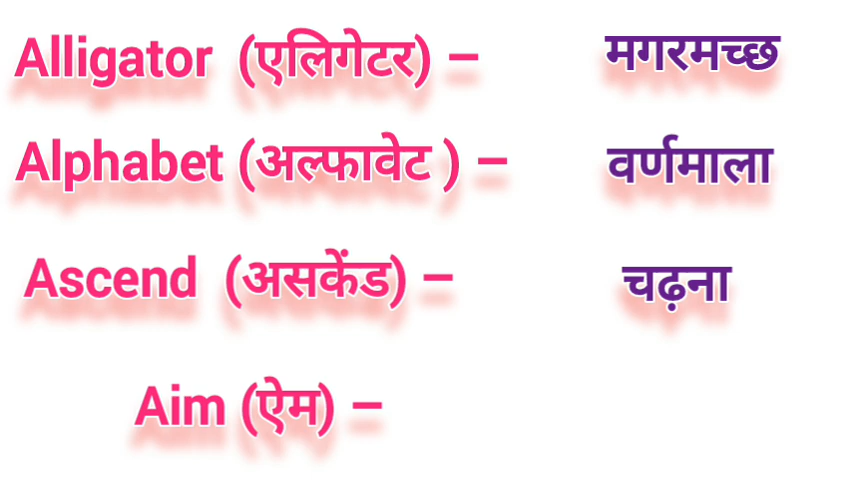 Alligator (एलिगेटर) – मगरमच्छ
Alphabet (अल्फावेट ) – वर्णमाला
Ascend (असकेंड) – चढ़ना
Aim (ऐम) –